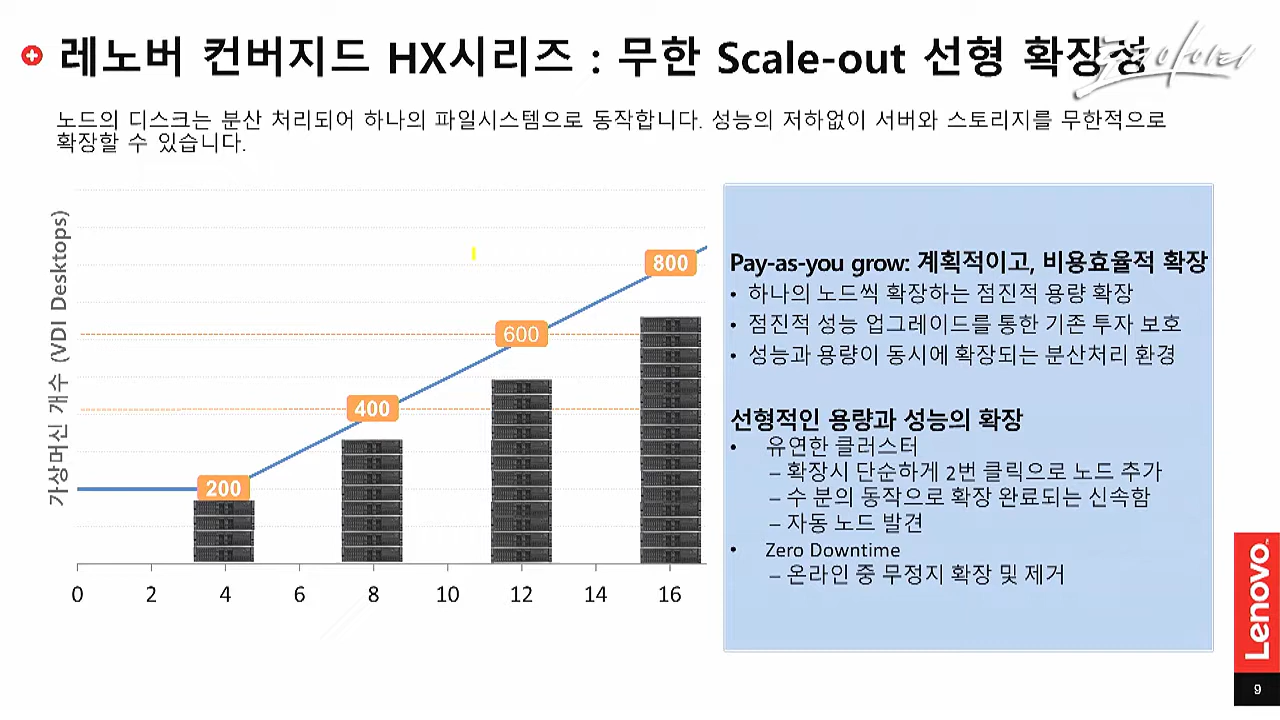 레노버 컨버지드 HX시리즈 : 무한 Scale-out 선형 확장성
노드의 디스크는 분산 처리되어 하나의 파일시스템으로 동작합니다. 성능의 저하없이 서버와 스토리지를 무한적으로
확장할 수 있습니다.
가상머신 개수 (VDI Desktops)
800
600
400
200
0 2 4 6 8 10 12 14 16
Pay-as-you grow: 계획적이고, 비용효율적 확장
• 하나의 노드씩 확장하는 점진적 용량 확장
• 점진적 성능 업그레이드를 통한 기존 투자 보호
• 성능과 용량이 동시에 확장되는 분산처리 환경
선형적인 용량과 성능의 확장
• 유연한 클러스터
– 확장시 단순하게 2번 클릭으로 노드 추가
– 수 분의 동작으로 확장 완료되는 신속함
– 자동 노드 발견
• Zero Downtime
– 온라인 중 무정지 확장 및 제거
Lenovo
9